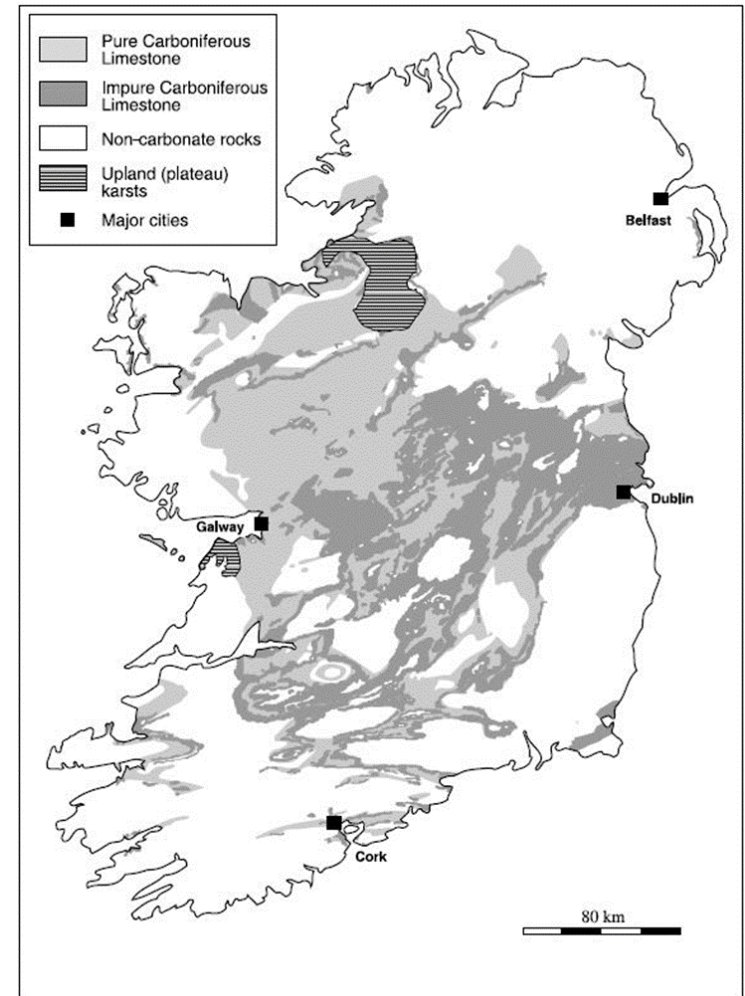 Pure Carboniferous
Limestone
Impure Carboniferous
Limestone
Non-carbonate rocks
Upland (plateau)
karsts
Major cities
Belfast
Dublin
Galway
Cork
80 km